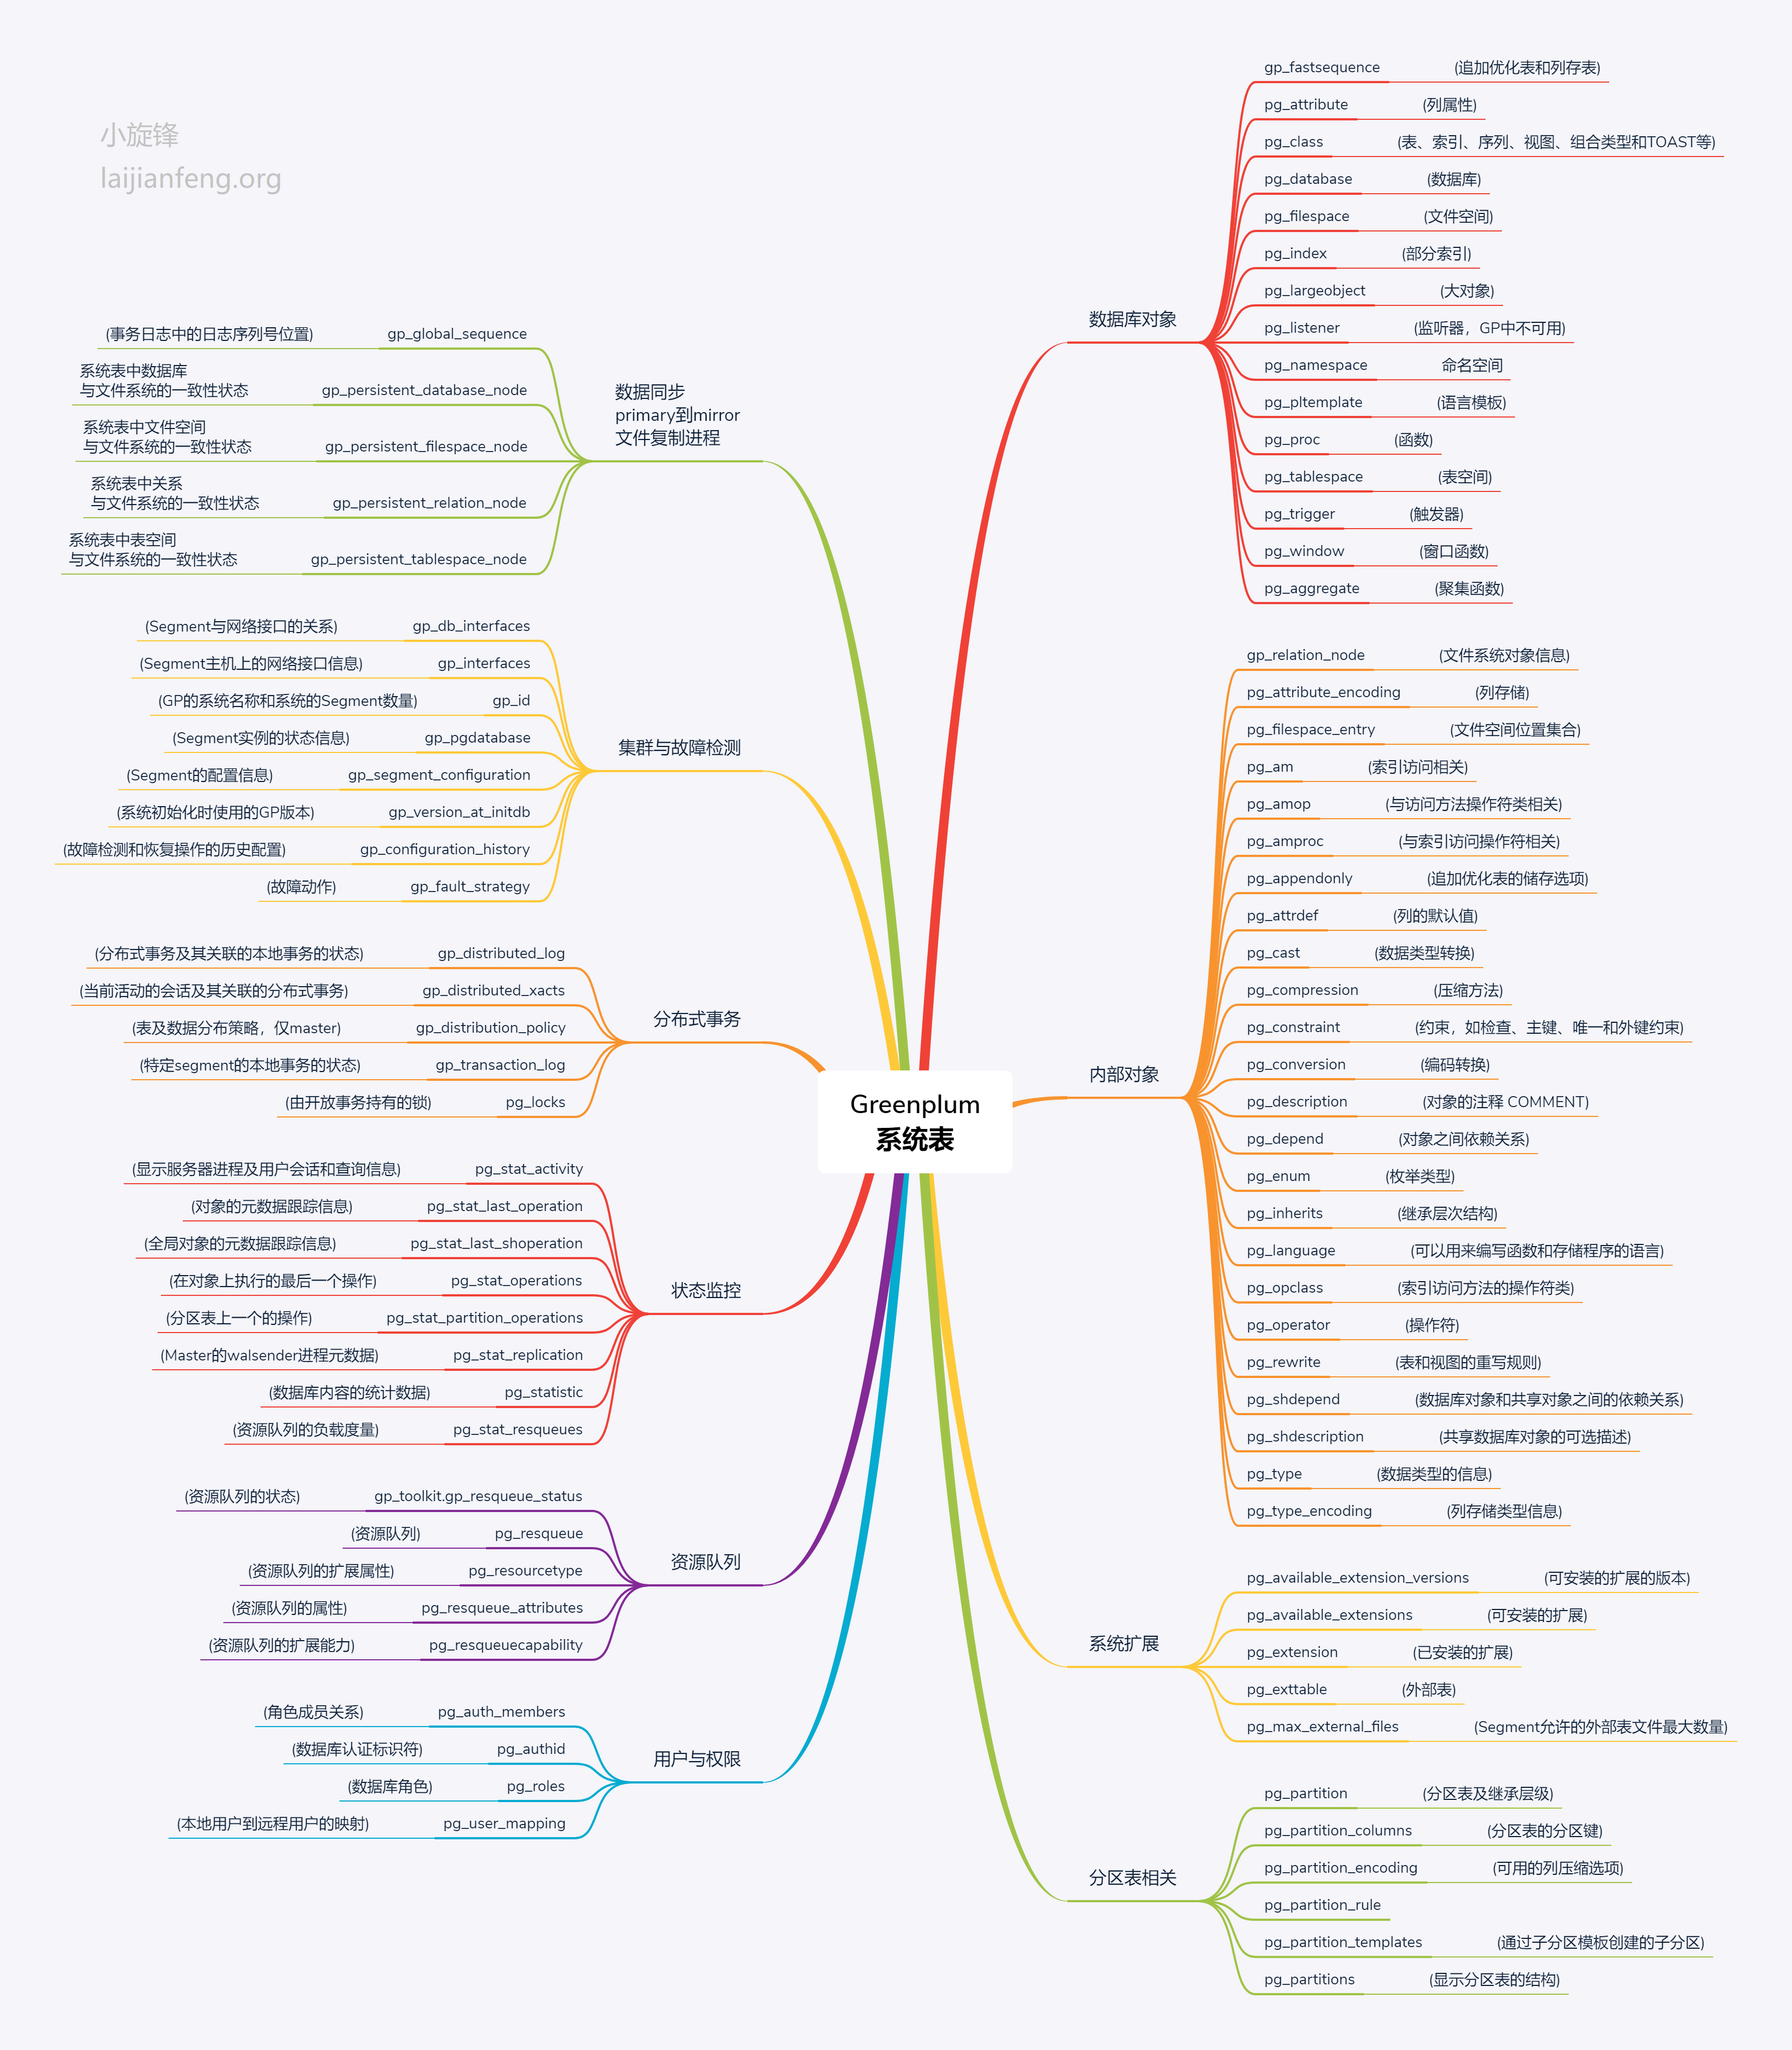 小旋锋
laijianfeng.org
Greenplum
系统表
数据库对象
gp_fastsequence (追加优化表和列存表)
pg_attribute (列属性)
pg_class (表、索引、序列、视图、组合类型和TOAST等)
pg_database (数据库)
pg_filespace (文件空间)
pg_index (部分索引)
pg_largeobject (大对象)
pg_listener (监听器，GP中不可用)
pg_namespace 命名空间
pg_pltemplate (语言模板)
pg_proc (函数)
pg_tablespace (表空间)
pg_trigger (触发器)
pg_window (窗口函数)
pg_aggregate (聚集函数)
内部对象
gp_relation_node (文件系统对象信息)
pg_attribute_encoding (列存储)
pg_filespace_entry (文件空间位置集合)
pg_am (索引访问相关)
pg_amop (与访问方法操作符类相关)
pg_amproc (与索引访问操作符相关)
pg_appendonly (追加优化表的储存选项)
pg_attrdef (列的默认值)
pg_cast (数据类型转换)
pg_compression (压缩方法)
pg_constraint (约束，如检查、主键、唯一和外键约束)
pg_conversion (编码转换)
pg_description (对象的注释 COMMENT)
pg_depend (对象之间依赖关系)
pg_enum (枚举类型)
pg_inherits (继承层次结构)
pg_language (可以用来编写函数和存储程序的语言)
pg_opclass (索引访问方法的操作符类)
pg_operator (操作符)
pg_rewrite (表和视图的重写规则)
pg_shdepend (数据库对象和共享对象之间的依赖关系)
pg_shdescription (共享数据库对象的可选描述)
pg_type (数据类型的信息)
pg_type_encoding (列存储类型信息)
系统扩展
pg_available_extension_versions (可安装的扩展的版本)
pg_available_extensions (可安装的扩展)
pg_extension (已安装的扩展)
pg_exttable (外部表)
pg_max_external_files (Segment允许的外部表文件最大数量)
分区表相关
pg_partition (分区表及继承层级)
pg_partition_columns (分区表的分区键)
pg_partition_encoding (可用的列压缩选项)
pg_partition_rule
pg_partition_templates (通过子分区模板创建的子分区)
pg_partitions (显示分区表的结构)
数据同步
primary到mirror
文件复制进程
(事务日志中的日志序列号位置) gp_global_sequence
系统表中数据库
与文件系统的一致性状态 gp_persistent_database_node
系统表中文件空间
与文件系统的一致性状态 gp_persistent_filespace_node
系统表中关系
与文件系统的一致性状态 gp_persistent_relation_node
系统表中表空间
与文件系统的一致性状态 gp_persistent_tablespace_node
集群与故障检测
(Segment与网络接口的关系) gp_db_interfaces
(Segment主机上的网络接口信息) gp_interfaces
(GP的系统名称和系统的Segment数量) gp_id
(Segment实例的状态信息) gp_pgdatabase
(Segment的配置信息) gp_segment_configuration
(系统初始化时使用的GP版本) gp_version_at_initdb
(故障检测和恢复操作的历史配置) gp_configuration_history
(故障动作) gp_fault_strategy
分布式事务
(分布式事务及其关联的本地事务的状态) gp_distributed_log
(当前活动的会话及其关联的分布式事务) gp_distributed_xacts
(表及数据分布策略，仅master) gp_distribution_policy
(特定segment的本地事务的状态) gp_transaction_log
(由开放事务持有的锁) pg_locks
状态监控
(显示服务器进程及用户会话和查询信息) pg_stat_activity
(对象的元数据跟踪信息) pg_stat_last_operation
(全局对象的元数据跟踪信息) pg_stat_last_shoperation
(在对象上执行的最后一个操作) pg_stat_operations
(分区表上一个的操作) pg_stat_partition_operations
(Master的walsender进程元数据) pg_stat_replication
(数据库内容的统计数据) pg_statistic
(资源队列的负载度量) pg_stat_resqueues
资源队列
(资源队列的状态) gp_toolkit.gp_resqueue_status
(资源队列) pg_resqueue
(资源队列的扩展属性) pg_resourcetype
(资源队列的属性) pg_resqueue_attributes
(资源队列的扩展能力) pg_resqueuecapability
用户与权限
(角色成员关系) pg_auth_members
(数据库认证标识符) pg_authid
(数据库角色) pg_roles
(本地用户到远程用户的映射) pg_user_mapping